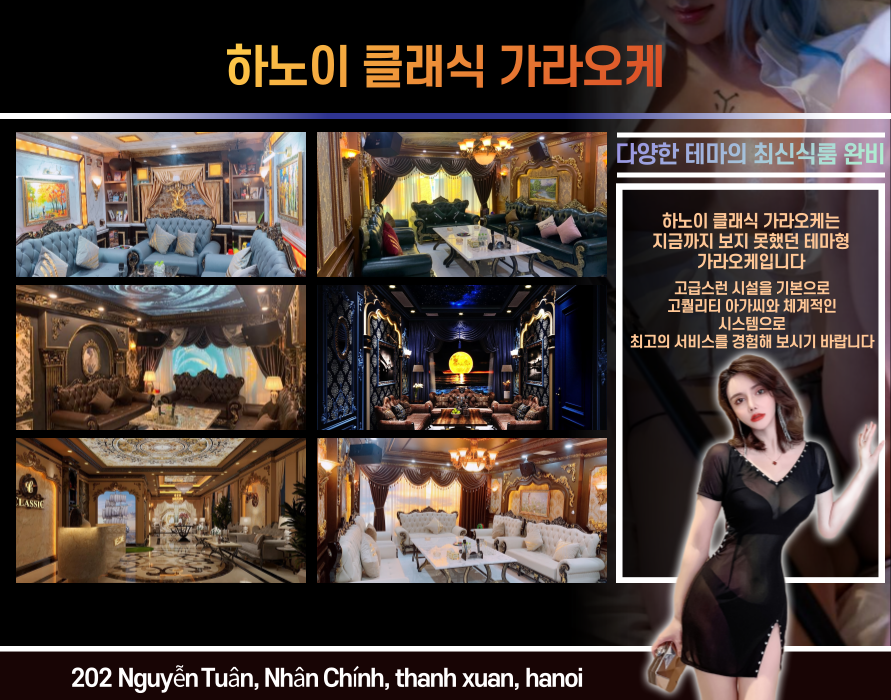 하노이 클래식 가라오케
다양한 테마의 최신식룸 완비
하노이 클래식 가라오케는
지금까지 보지 못했던 테마형
가라오케입니다
고급스런 시설을 기본으로
고퀄리티 아가씨와 체계적인
시스템으로
최고의 서비스를 경험해 보시기 바랍니다
CLASSIC
202 Nguyễn Tuân, Nhân Chính, thanh xuan, hanoi